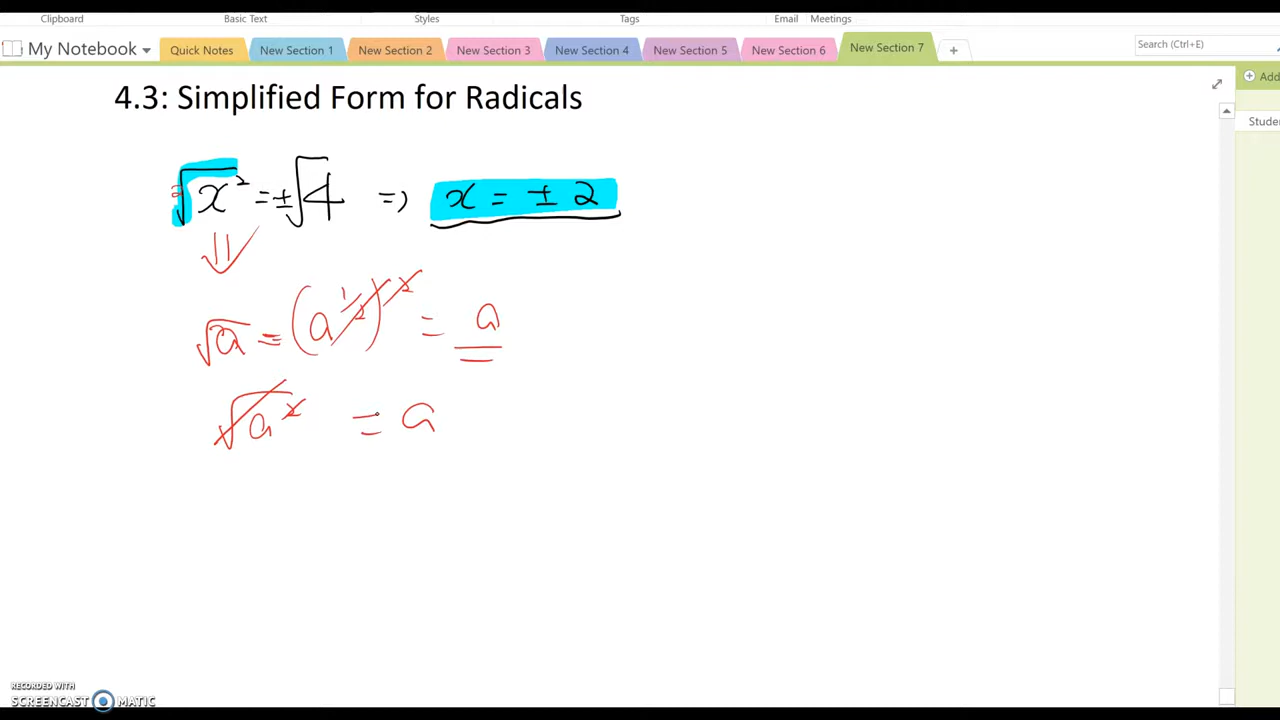 Clipboard Basic Text Styles Tags Email Meetings
My Notebook Quick Notes New Section 1 New Section 2 New Section 3 New Section 4 New Section 5 New Section 6 New Section 7 + Search (Ctrl+E)
Add
Studen
4.3: Simplified Form for Radicals
√x² = ±√4 => x = ± 2
√a = (a^1/2)^2 = a
√a² = a
RECORDED WITH
SCREENCAST MATIC